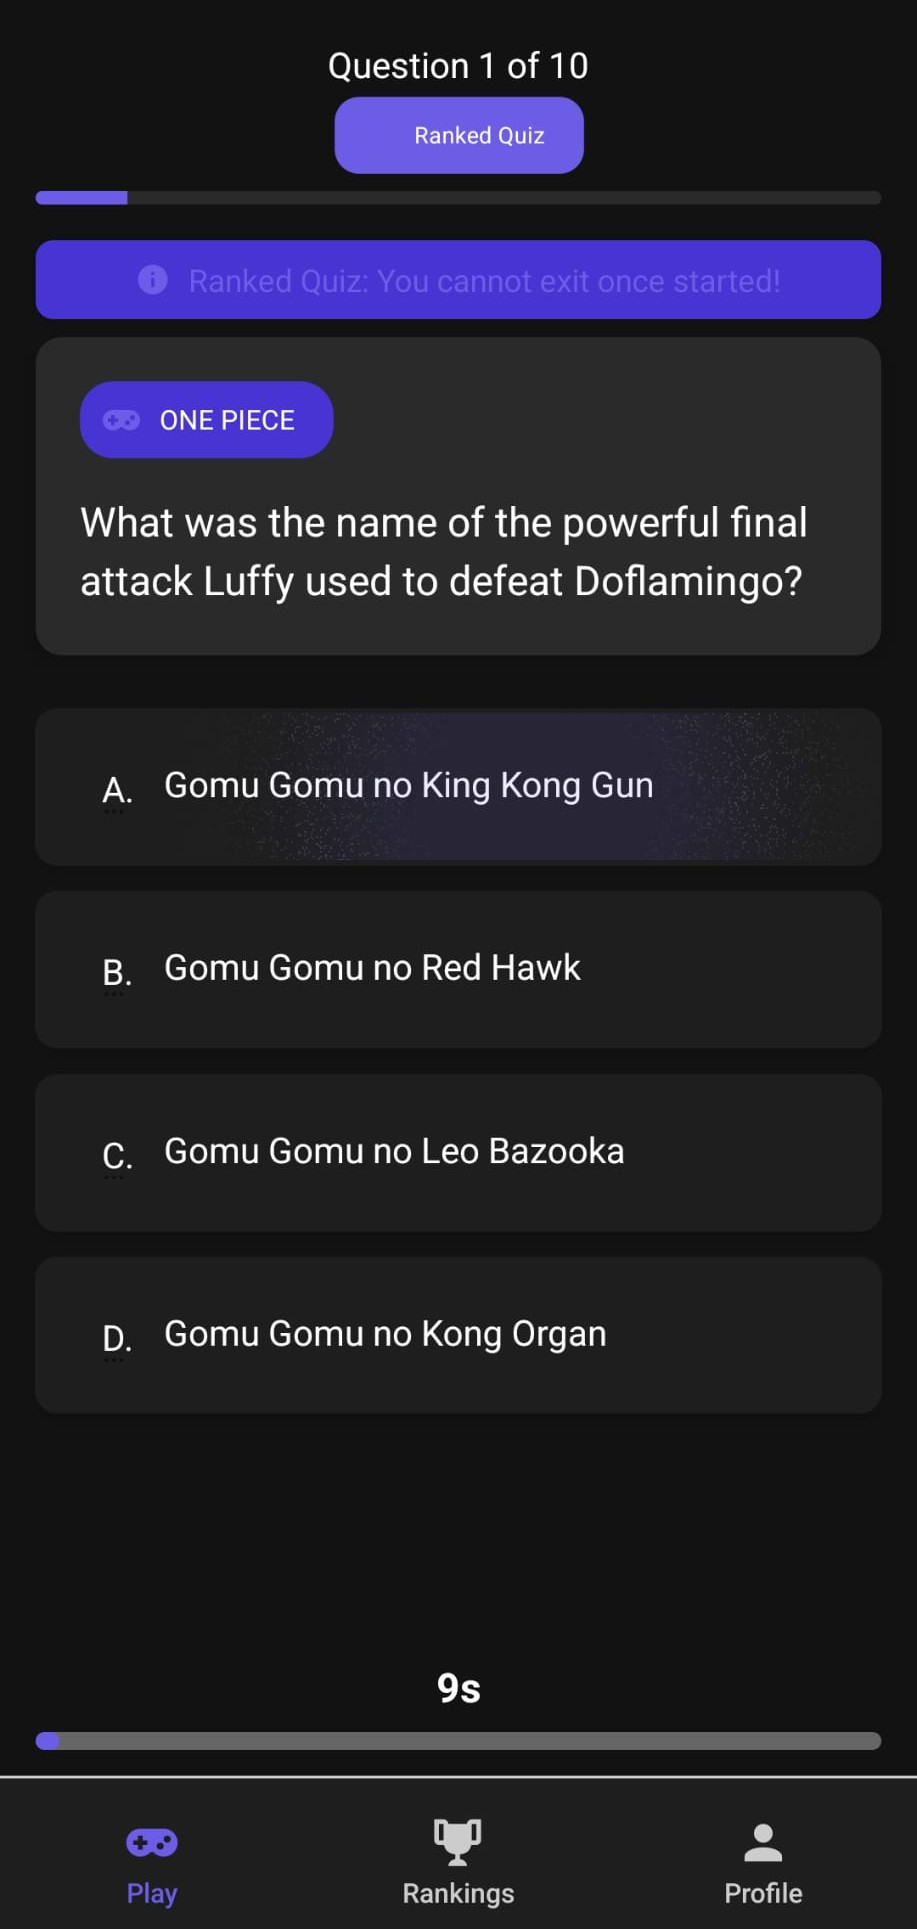 Question 1 of 10
Ranked Quiz
Ranked Quiz: You cannot exit once started!
ONE PIECE
What was the name of the powerful final
attack Luffy used to defeat Doflamingo?
A. Gomu Gomu no King Kong Gun
B. Gomu Gomu no Red Hawk
C. Gomu Gomu no Leo Bazooka
D. Gomu Gomu no Kong Organ
9s
Play Rankings Profile